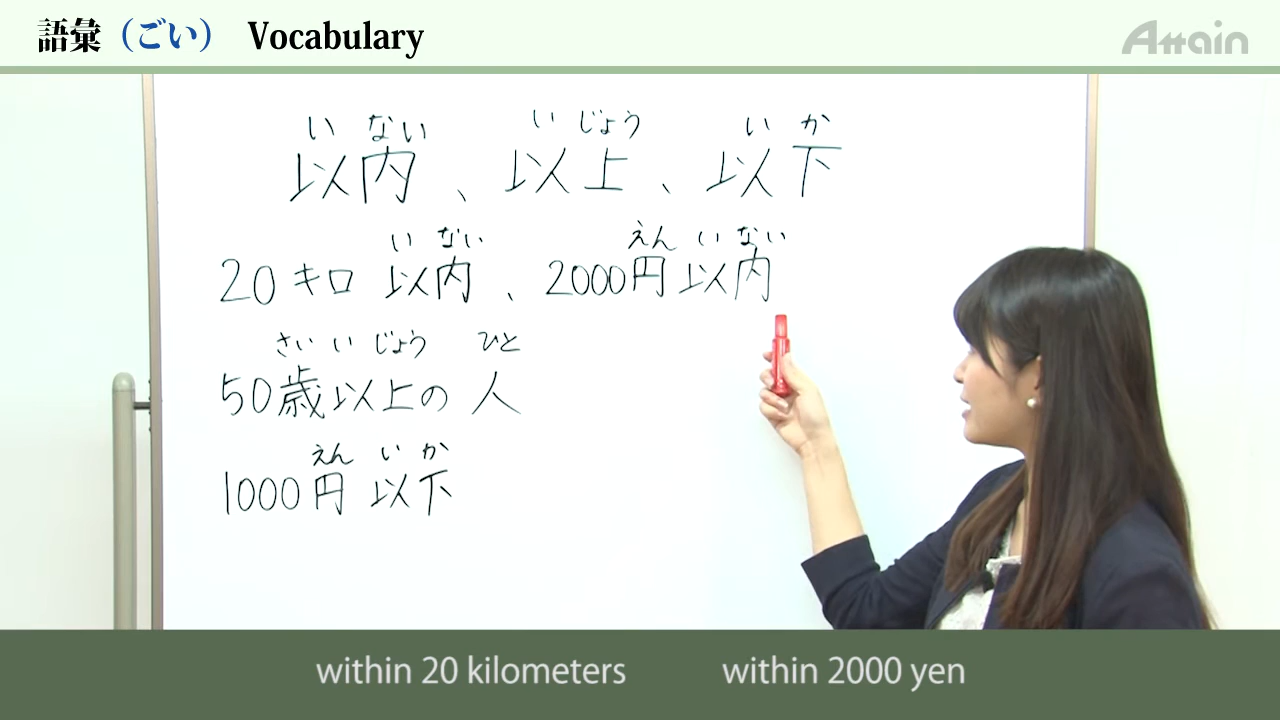 語彙（ごい） Vocabulary
Attain
い ない い じょう い か
以内、以上、以下
い ない えん い ない
20キロ以内、2000円以内
さい い じょう ひと
50歳以上の人
えん い か
1000円以下
within 20 kilometers within 2000 yen